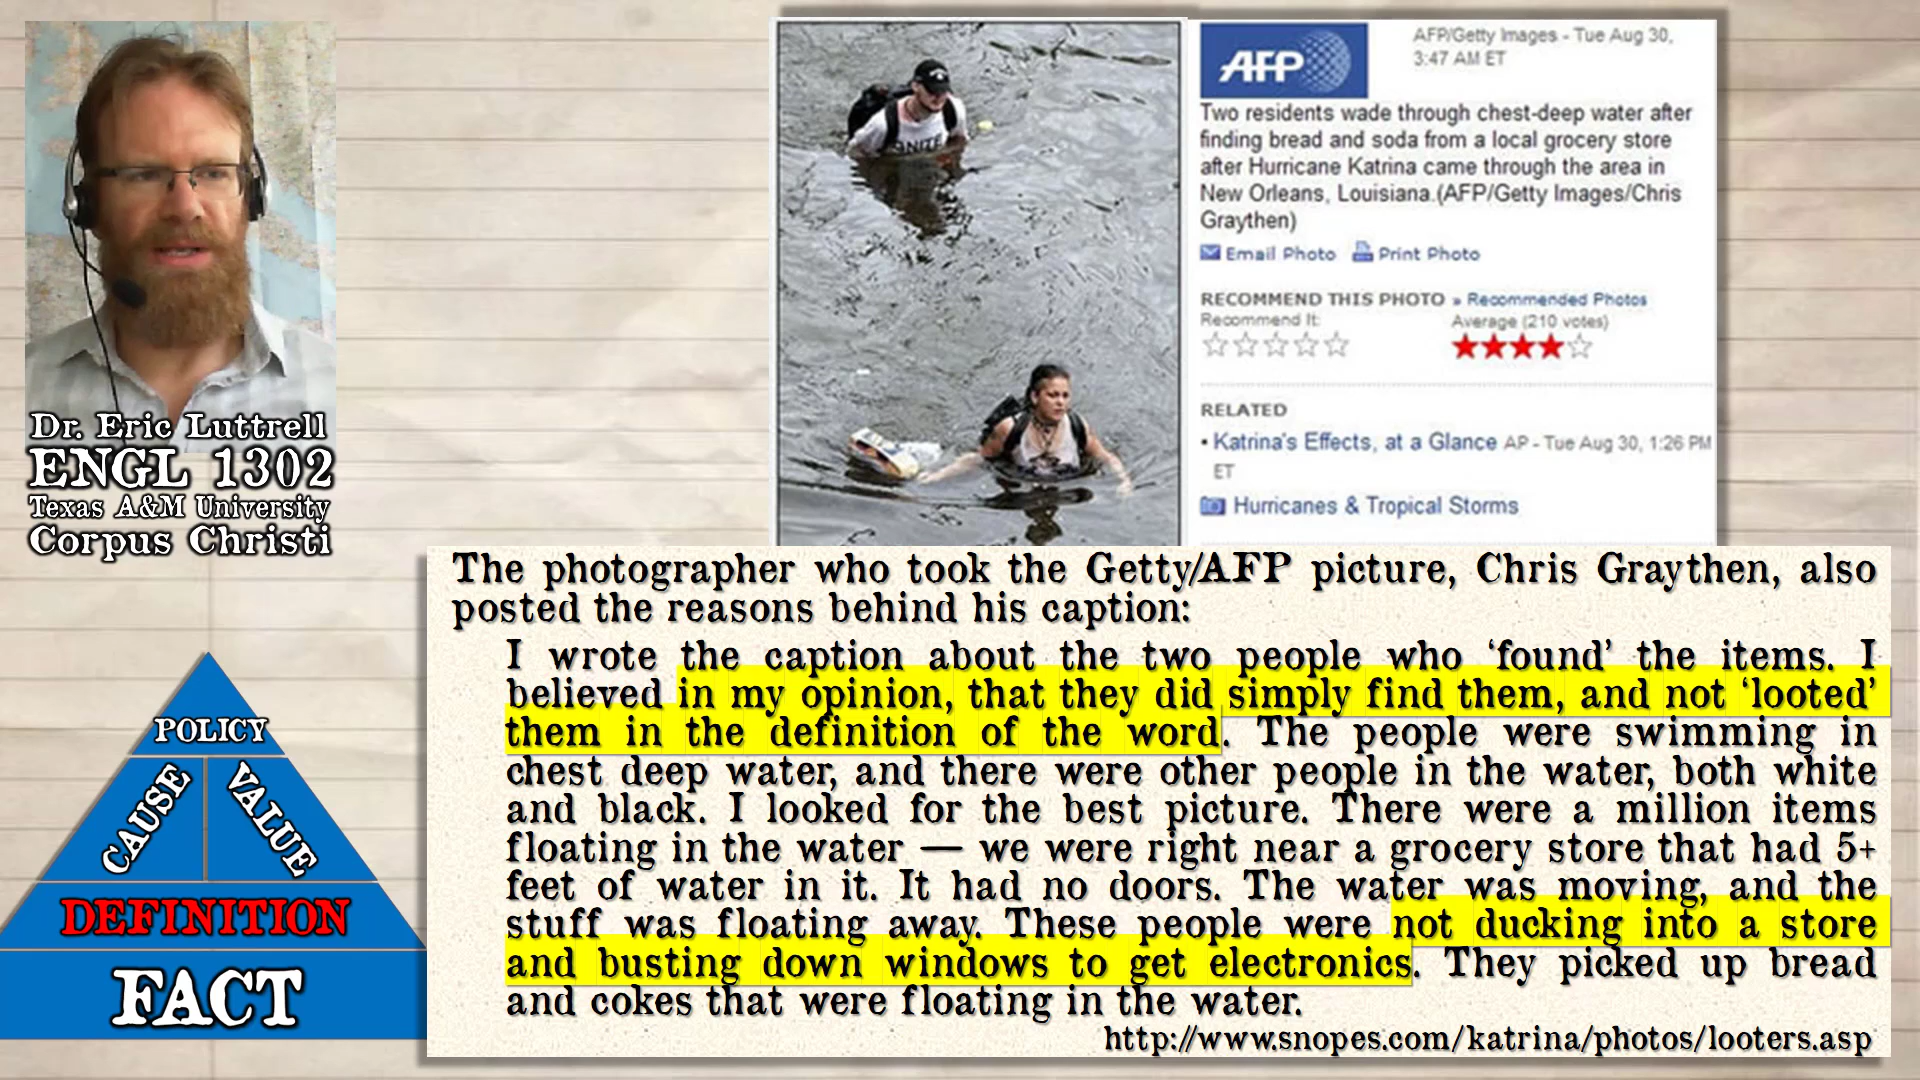 AFP
AFP/Getty Images - Tue Aug 30,
3:47 AM ET
Two residents wade through chest-deep water after
finding bread and soda from a local grocery store
after Hurricane Katrina came through the area in
New Orleans, Louisiana.(AFP/Getty Images/Chris
Graythen)
Email Photo Print Photo
RECOMMEND THIS PHOTO » Recommended Photos
Recommend It:
Average (210 votes)
RELATED
• Katrina's Effects, at a Glance AP - Tue Aug 30, 1:26 PM
ET
Hurricanes & Tropical Storms
Dr. Eric Luttrell
ENGL 1302
Texas A&M University
Corpus Christi
The photographer who took the Getty/AFP picture, Chris Graythen, also
posted the reasons behind his caption:
I wrote the caption about the two people who ‘found’ the items. I
believed in my opinion, that they did simply find them, and not ‘looted’
them in the definition of the word. The people were swimming in
chest deep water, and there were other people in the water, both white
and black. I looked for the best picture. There were a million items
floating in the water — we were right near a grocery store that had 5+
feet of water in it. It had no doors. The water was moving, and the
stuff was floating away. These people were not ducking into a store
and busting down windows to get electronics. They picked up bread
and cokes that were floating in the water.
http://www.snopes.com/katrina/photos/looters.asp
POLICY
CAUSE
VALUE
DEFINITION
FACT